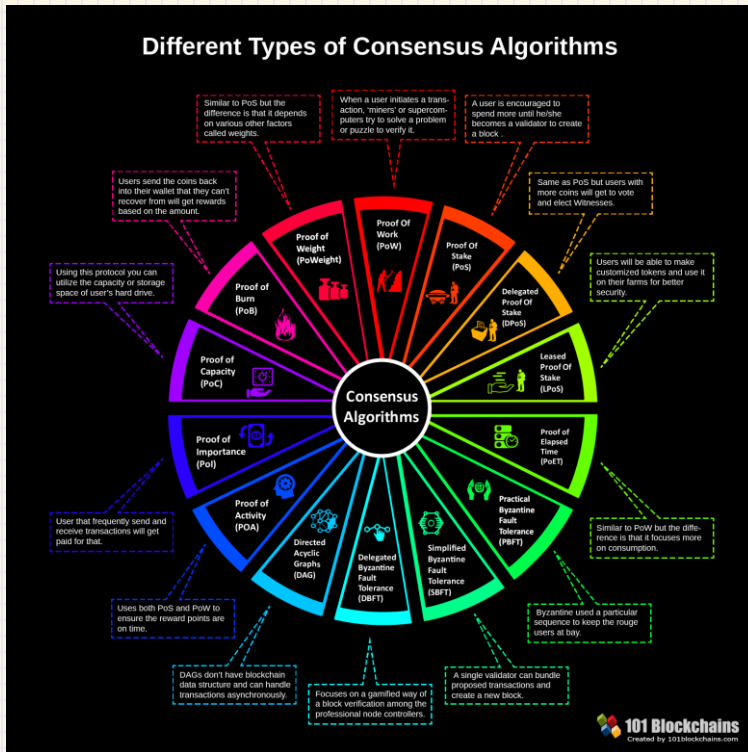 Different Types of Consensus Algorithms
Similar to PoS but the
difference is that it depends
on various other factors
called weights.
When a user initiates a trans-
action, 'miners' or supercom-
puters try to solve a problem
or puzzle to verify it.
A user is encouraged to
spend more until he/she
becomes a validator to create
a block .
Users send the coins back
into their wallet that they can't
recover from will get rewards
based on the amount.
Same as PoS but users with
more coins will get to vote
and elect Witnesses.
Using this protocol you can
utilize the capacity or storage
space of user's hard drive.
Users will be able to make
customized tokens and use it
on their farms for better
security.
Proof of
Weight
(PoWeight)
Proof Of
Work
(PoW)
Proof Of
Stake
(PoS)
Proof of
Burn
(PoB)
Delegated
Proof Of
Stake
(DPoS)
Proof of
Capacity
(PoC)
Leased
Proof Of
Stake
(LPoS)
Consensus
Algorithms
Proof of
Importance
(PoI)
Proof of
Elapsed
Time
(PoET)
Proof of
Activity
(POA)
Practical
Byzantine
Fault
Tolerance
(PBFT)
Directed
Acyclic
Graphs
(DAG)
Delegated
Byzantine
Fault
Tolerance
(DBFT)
Simplified
Byzantine
Fault
Tolerance
(SBFT)
User that frequently send and
receive transactions will get
paid for that.
Similar to PoW but the diffe-
rence is that it focuses more
on consumption.
Uses both PoS and PoW to
ensure the reward points are
on time.
Byzantine used a particular
sequence to keep the rouge
users at bay.
DAGs don't have blockchain
data structure and can handle
transactions asynchronously.
Focuses on a gamified way of
a block verification among the
professional node controllers.
A single validator can bundle
proposed transactions and
create a new block.
101 Blockchains
Created by 101blockchains.com